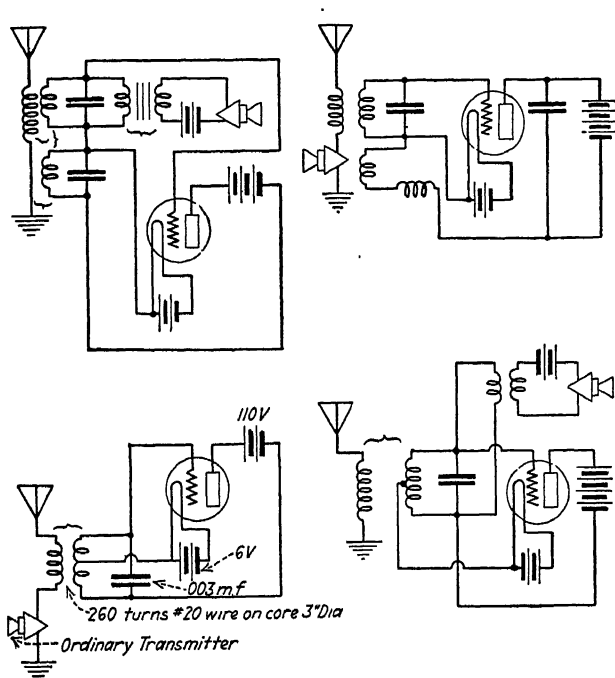 110V
6V
.003 m.f
260 turns #20 wire on core 3"Dia
Ordinary Transmitter